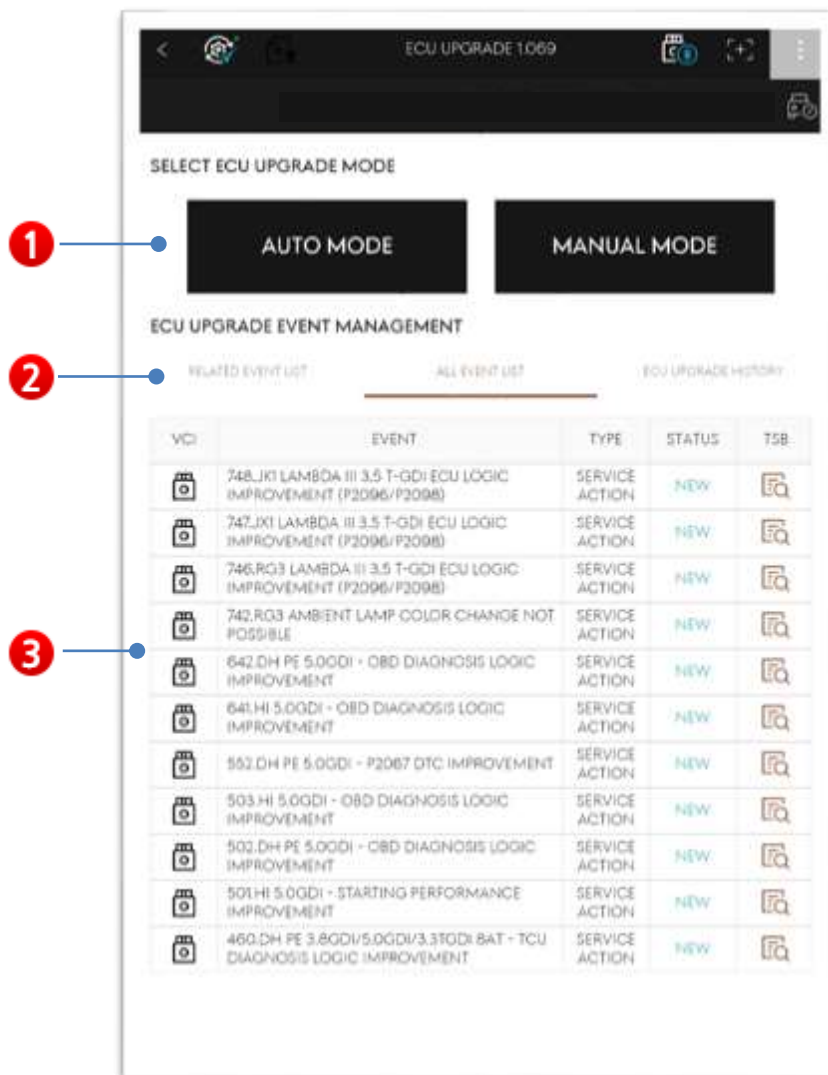 ECU UPGRADE 1.069
SELECT ECU UPGRADE MODE
1
AUTO MODE
MANUAL MODE
ECU UPGRADE EVENT MANAGEMENT
2
RELATED EVENT LIST
ALL EVENT LIST
ECU UPGRADE HISTORY
VCI EVENT TYPE STATUS TSB
748.JK1 LAMBDA III 3.5 T-GDI ECU LOGIC
IMPROVEMENT (P2096/P2098)
SERVICE
ACTION
NEW
747.JX1 LAMBDA III 3.5 T-GDI ECU LOGIC
IMPROVEMENT (P2096/P2098)
SERVICE
ACTION
NEW
746.RG3 LAMBDA III 3.5 T-GDI ECU LOGIC
IMPROVEMENT (P2096/P2098)
SERVICE
ACTION
NEW
742.RG3 AMBIENT LAMP COLOR CHANGE NOT
POSSIBLE
SERVICE
ACTION
NEW
3
642.DH PE 5.0GDI - OBD DIAGNOSIS LOGIC
IMPROVEMENT
SERVICE
ACTION
NEW
641.HI 5.0GDI - OBD DIAGNOSIS LOGIC
IMPROVEMENT
SERVICE
ACTION
NEW
552.DH PE 5.0GDI - P2067 DTC IMPROVEMENT
SERVICE
ACTION
NEW
503.HI 5.0GDI - OBD DIAGNOSIS LOGIC
IMPROVEMENT
SERVICE
ACTION
NEW
502.DH PE 5.0GDI - OBD DIAGNOSIS LOGIC
IMPROVEMENT
SERVICE
ACTION
NEW
501.HI 5.0GDI - STARTING PERFORMANCE
IMPROVEMENT
SERVICE
ACTION
NEW
460.DH PE 3.8GDI/5.0GDI/3.3TGDI 8AT - TCU
DIAGNOSIS LOGIC IMPROVEMENT
SERVICE
ACTION
NEW